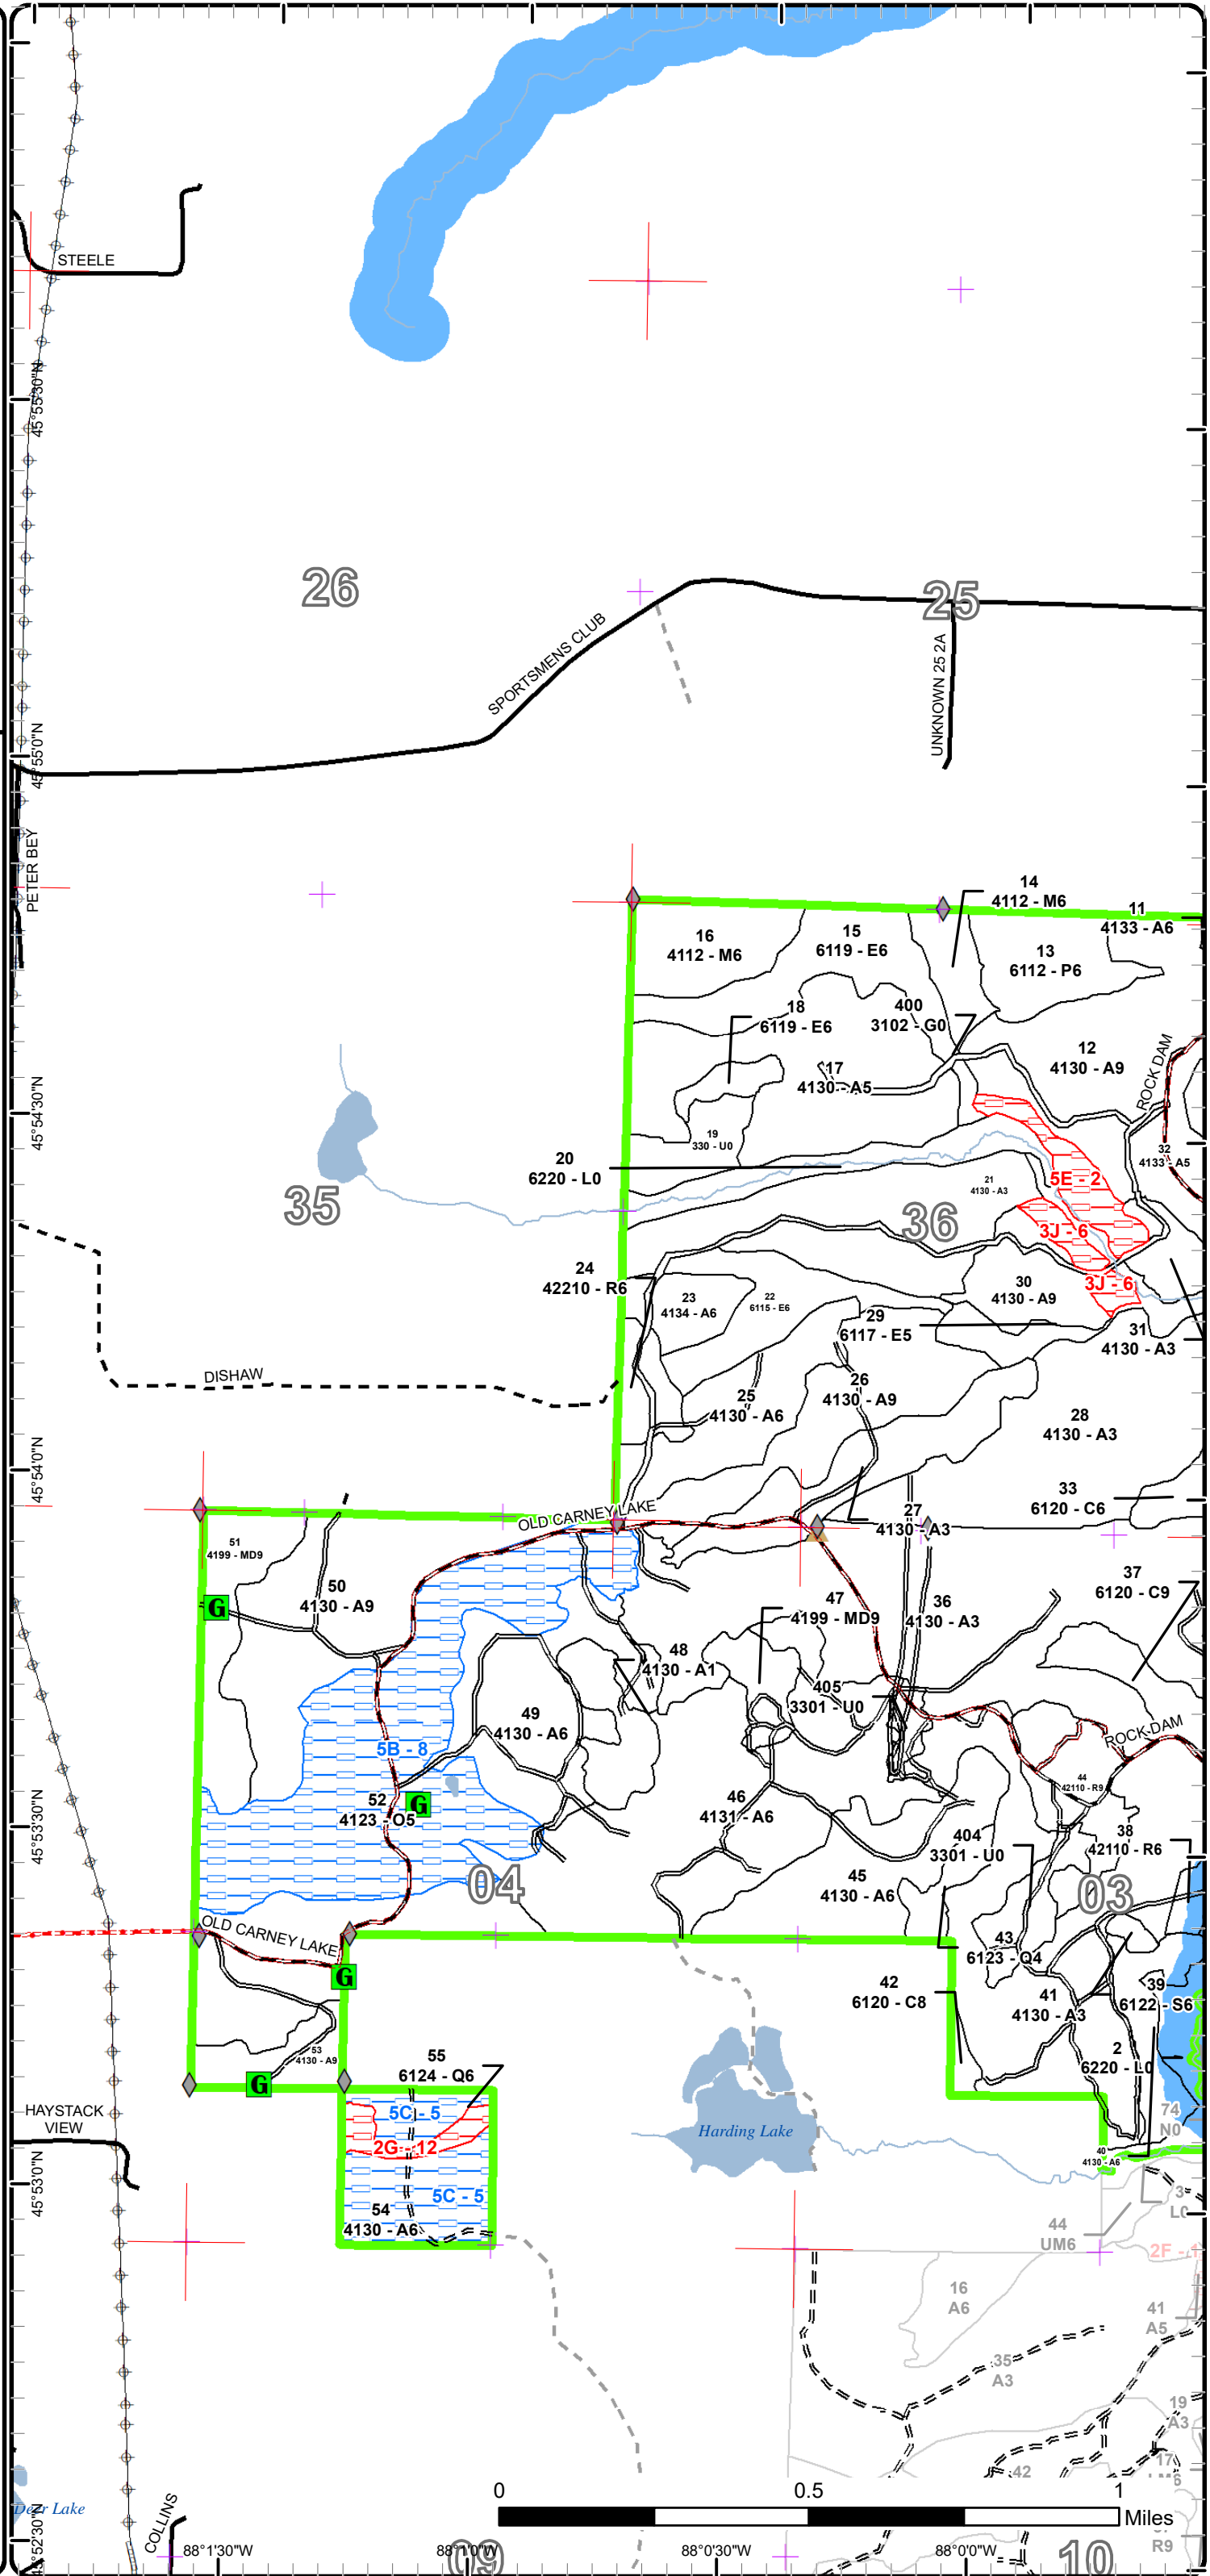 STEELE
45°55'30"N
26
25
SPORTSMENS CLUB
UNKNOWN 25 2A
45°55'0"N
PETER BEY
14
4112 - M6
11
4133 - A6
16
4112 - M6
15
6119 - E6
13
6112 - P6
18
6119 - E6
400
3102 - G0
12
4130 - A9
ROCK DAM
17
4130 - A5
45°54'30"N
19
330 - U0
32
4133 - A5
20
6220 - L0
21
4130 - A3
5E - 2
35
36
3J - 6
24
42210 - R6
23
4134 - A6
22
6115 - E6
30
4130 - A9
3J - 6
29
6117 - E5
31
4130 - A3
DISHAW
25
4130 - A6
26
4130 - A9
28
4130 - A3
45°54'0"N
33
6120 - C6
OLD CARNEY LAKE
27
4130 - A3
51
4199 - MD9
50
4130 - A9
37
6120 - C9
G
47
4199 - MD9
36
4130 - A3
48
4130 - A1
405
3301 - U0
49
4130 - A6
ROCK DAM
5B - 8
44
42110 - R9
52
4123 - O5
G
46
4131 - A6
45°53'30"N
404
3301 - U0
38
42110 - R6
04
45
4130 - A6
03
OLD CARNEY LAKE
43
6123 - Q4
G
42
6120 - C8
41
4130 - A3
39
6122 - S6
53
4130 - A9
55
6124 - Q6
2
6220 - L0
G
HAYSTACK
VIEW
5C - 5
74
N0
Harding Lake
2G - 12
40
4130 - A6
45°53'0"N
5C - 5
3
L0
54
4130 - A6
44
UM6
2F - 1
16
A6
41
A5
35
A3
19
A3
17
42
0
0.5
1
Miles
Deer Lake
COLLINS
45°52'30"N
R9
88°1'30"W
88°1'0"W
09
88°0'30"W
88°0'0"W
10